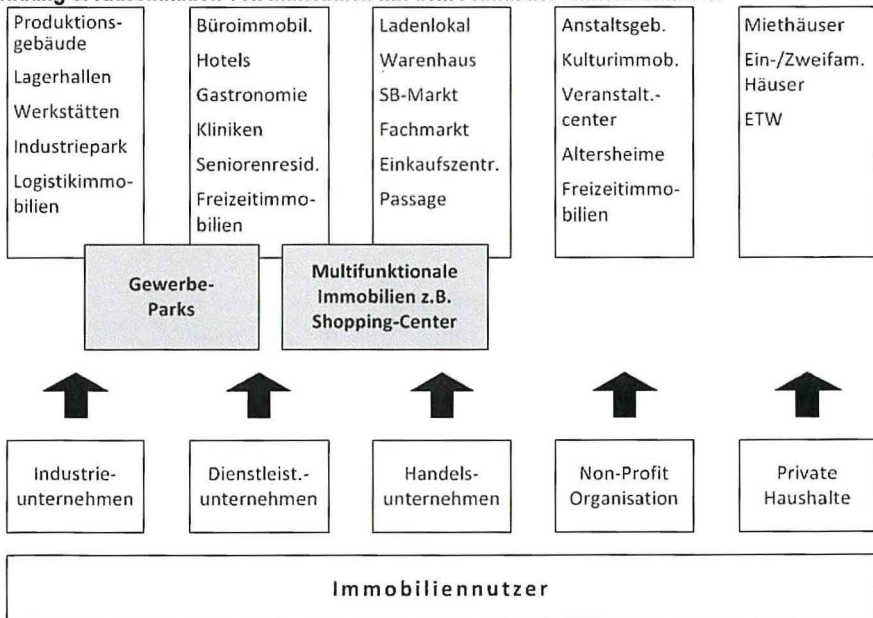 Produktions-
gebäude
Lagerhallen
Werkstätten
Industriepark
Logistikimmo-
bilien
Büroimmobil.
Hotels
Gastronomie
Kliniken
Seniorenresid.
Freizeitimmo-
bilien
Ladenlokal
Warenhaus
SB-Markt
Fachmarkt
Einkaufszentr.
Passage
Anstaltsgeb.
Kulturimmob.
Veranstalt.-
center
Altersheime
Freizeitimmo-
bilien
Miethäuser
Ein-/Zweifam.
Häuser
ETW
Gewerbe-
Parks
Multifunktionale
Immobilien z.B.
Shopping-Center
Industrie-
unternehmen
Dienstleist.-
unternehmen
Handels-
unternehmen
Non-Profit
Organisation
Private
Haushalte
Immobiliennutzer